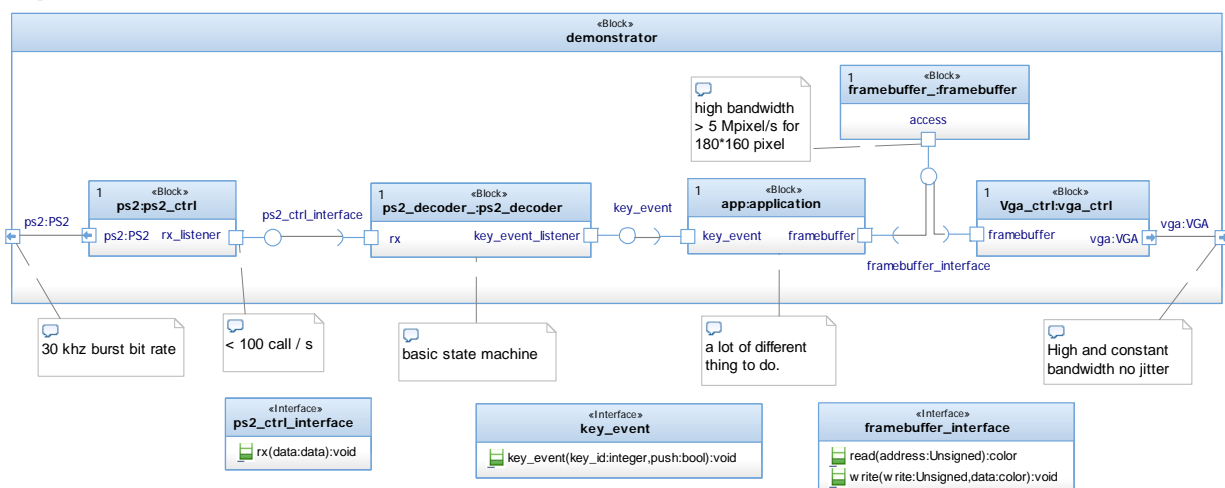 «Block»
demonstrator
1
«Block»
framebuffer_:framebuffer
access
high bandwidth
> 5 Mpixel/s for
180*160 pixel
1
«Block»
ps2:ps2_ctrl
ps2:PS2
ps2:PS2
rx_listener
ps2_ctrl_interface
1
«Block»
ps2_decoder_:ps2_decoder
rx
key_event_listener
key_event
1
«Block»
app:application
key_event
framebuffer
framebuffer_interface
1
«Block»
Vga_ctrl:vga_ctrl
framebuffer
vga:VGA
vga:VGA
30 khz burst bit rate
< 100 call / s
basic state machine
a lot of different
thing to do.
High and constant
bandwidth no jitter
«Interface»
ps2_ctrl_interface
rx(data:data):void
«Interface»
key_event
key_event(key_id:integer,push:bool):void
«Interface»
framebuffer_interface
read(address:Unsigned):color
write(write:Unsigned,data:color):void